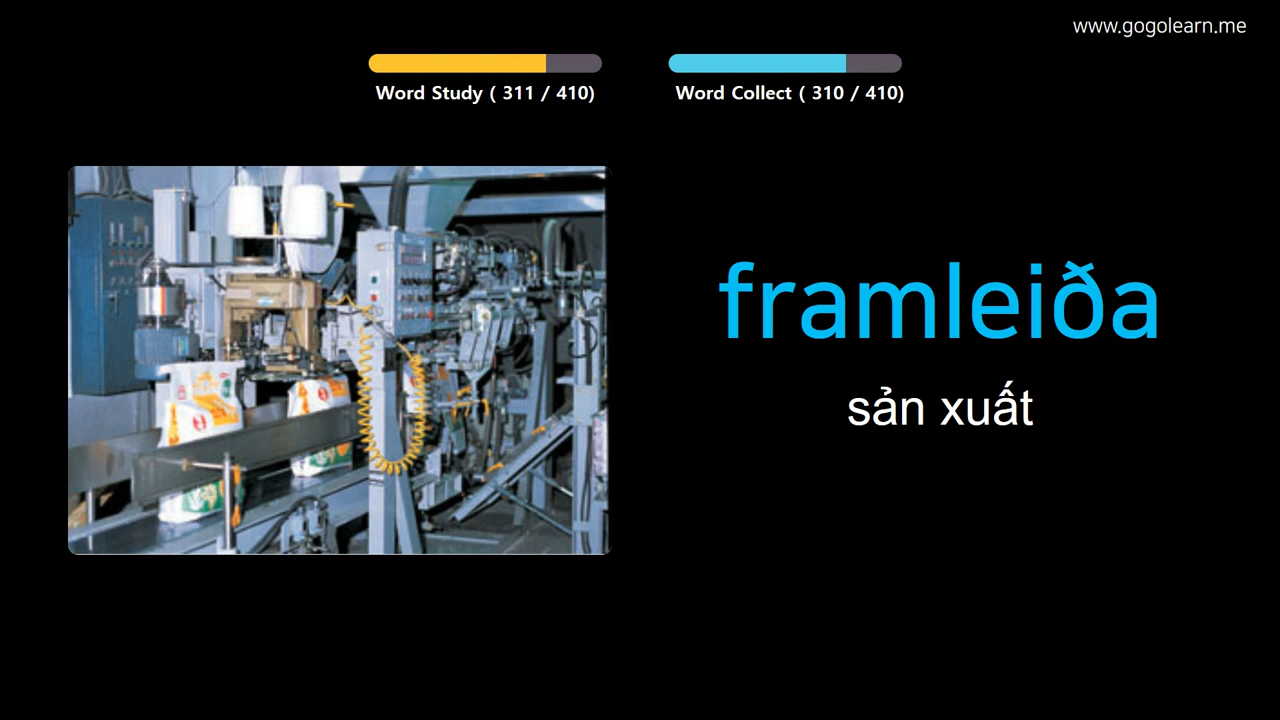 www.gogolearn.me
Word Study ( 311 / 410)
Word Collect ( 310 / 410)
framleiða
sản xuất